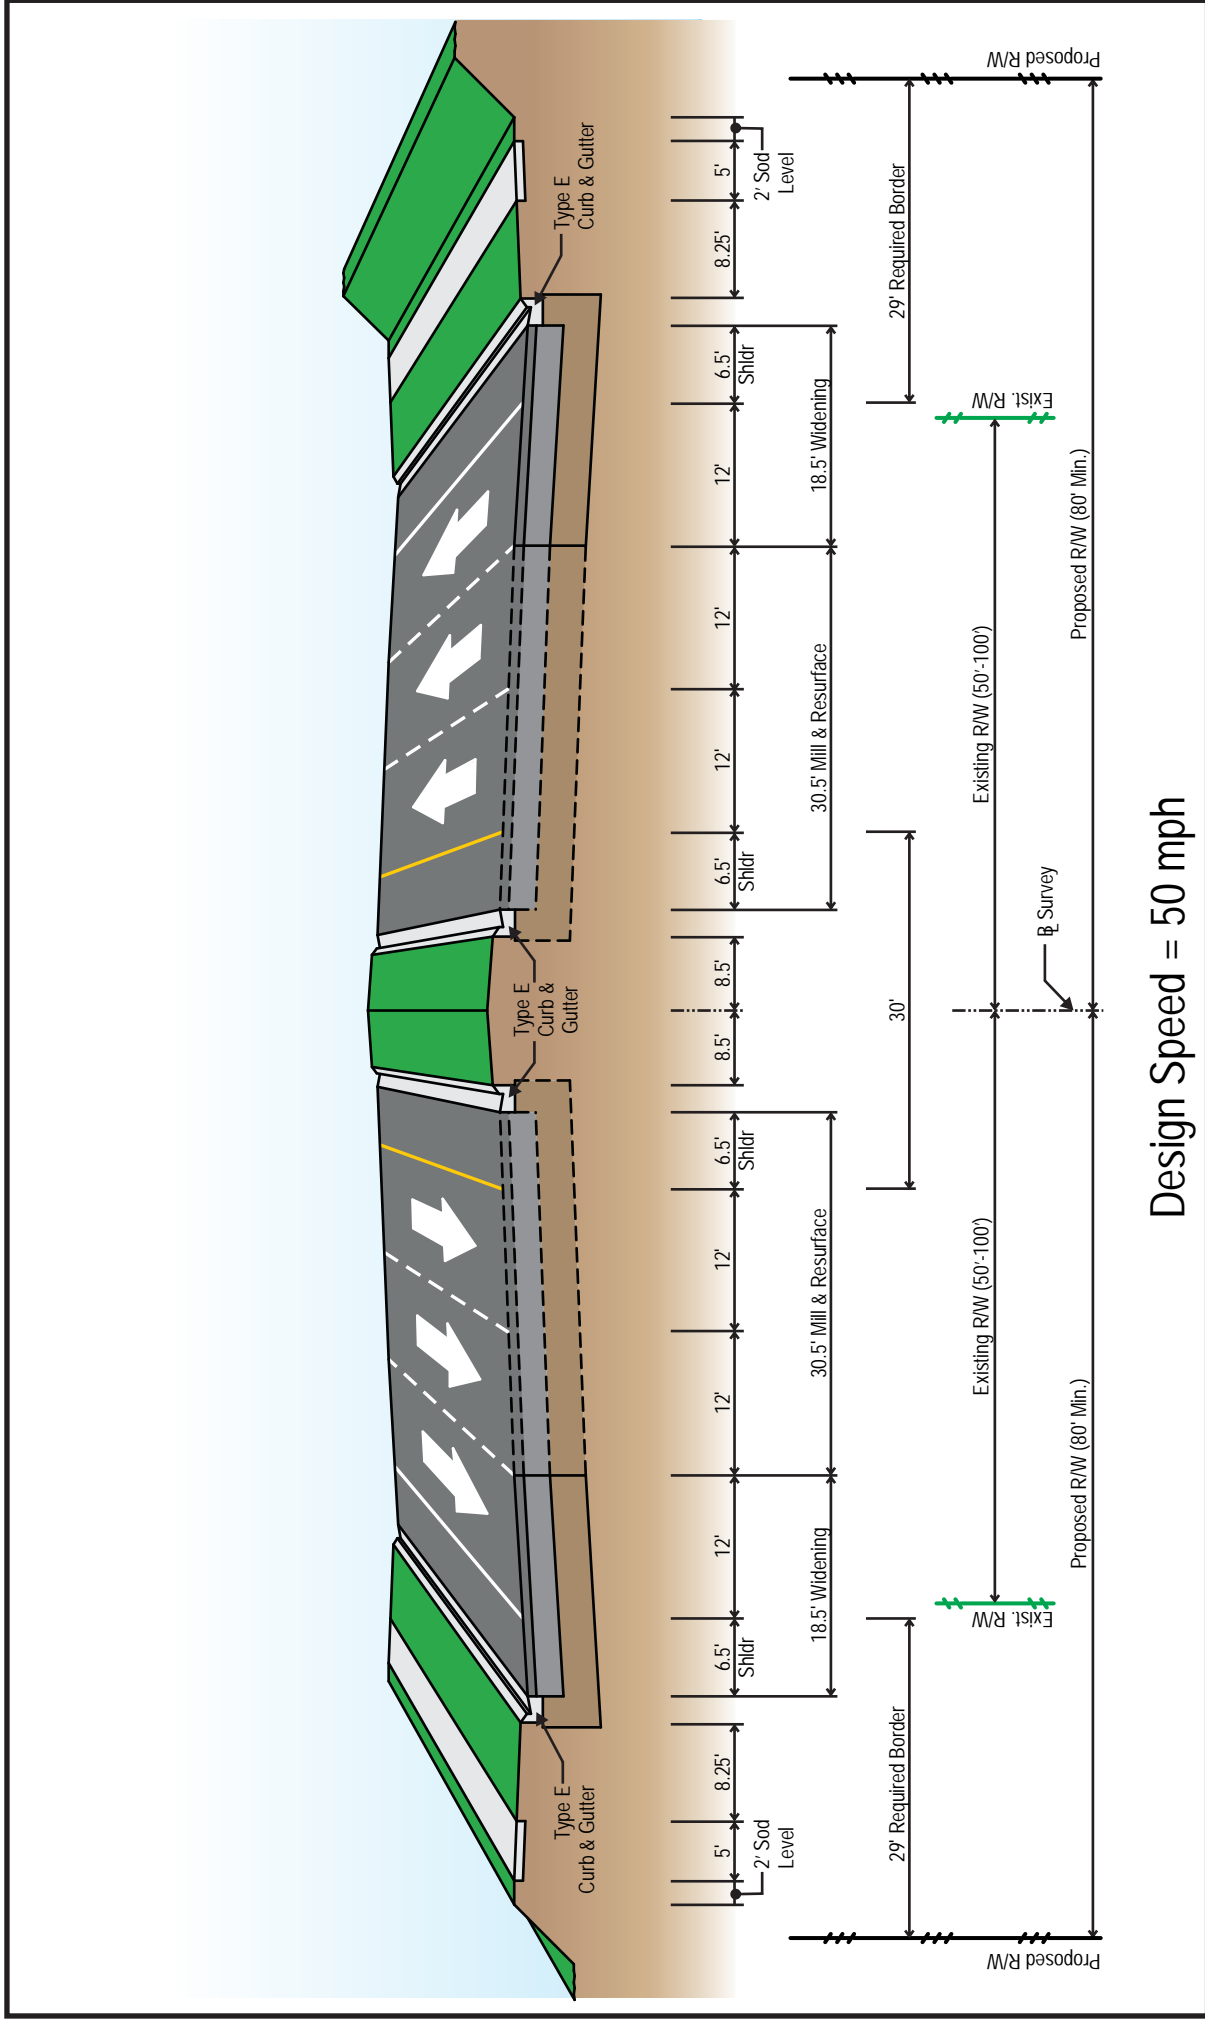 Type E
Curb & Gutter
Type E
Curb &
Gutter
Type E
Curb & Gutter
5'
8.25'
6.5'
Shldr
12'
12'
12'
6.5'
Shldr
8.5'
8.5'
6.5'
Shldr
12'
12'
12'
6.5'
Shldr
8.25'
5'
2' Sod
Level
2' Sod
Level
18.5' Widening
30.5' Mill & Resurface
30.5' Mill & Resurface
18.5' Widening
29' Required Border
30'
29' Required Border
Exist. R/W
Existing R/W (50'-100')
Existing R/W (50'-100')
Exist. R/W
BL Survey
Proposed R/W
Proposed R/W (80' Min.)
Proposed R/W (80' Min.)
Proposed R/W
Design Speed = 50 mph